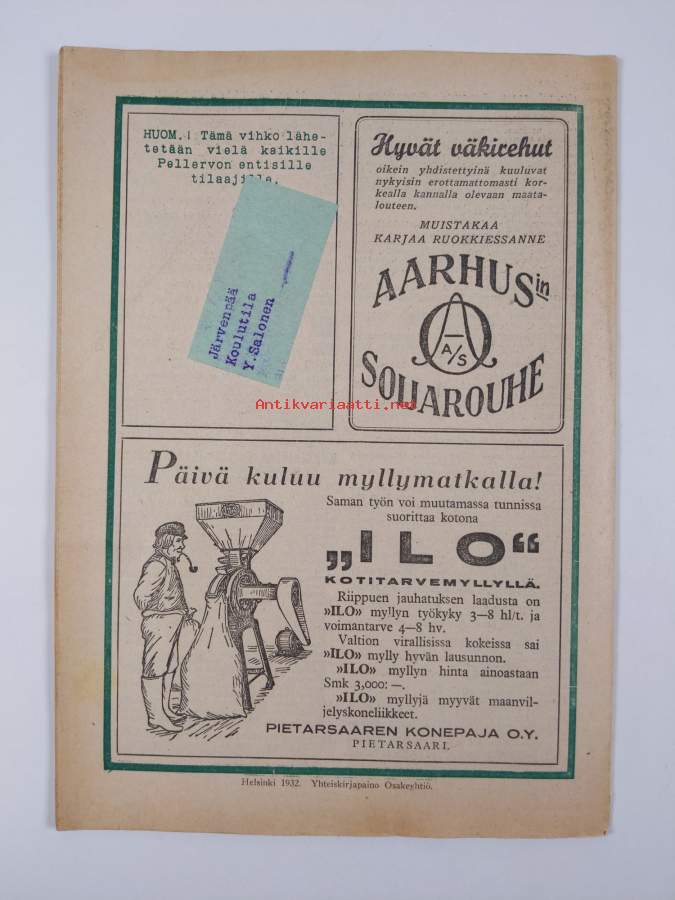 HUOM.! Tämä vihko lähe-
tetään vielä kaikille
Pellervon entisille
tilaajille.
Järvenpää
Koulutila
Y.Salonen
Hyvät väkirehut
oikein yhdistettyinä kuuluvat
nykyisin erottamattomasti kor-
kealla kannalla olevaan maata-
louteen.
MUISTAKAA
KARJAA RUOKKIESSANNE
AARHUSin
A/S
SOIJAROUHE
Antikvariaatti.net
Päivä kuluu myllymatkalla!
Saman työn voi muutamassa tunnissa
suorittaa kotona
„ILO“
KOTITARVEMYLLYLLÄ.
Riippuen jauhatuksen laadusta on
»ILO» myllyn työkyky 3—8 hl/t. ja
voimantarve 4—8 hv.
Valtion virallisissa kokeissa sai
»ILO» mylly hyvän lausunnon.
»ILO» myllyn hinta ainoastaan
Smk 3,000: —.
»ILO» myllyjä myyvät maanvil-
jelyskoneliikkeet.
PIETARSAAREN KONEPAJA O.Y.
PIETARSAARI.
Helsinki 1932. Yhteiskirjapaino Osakeyhtiö.